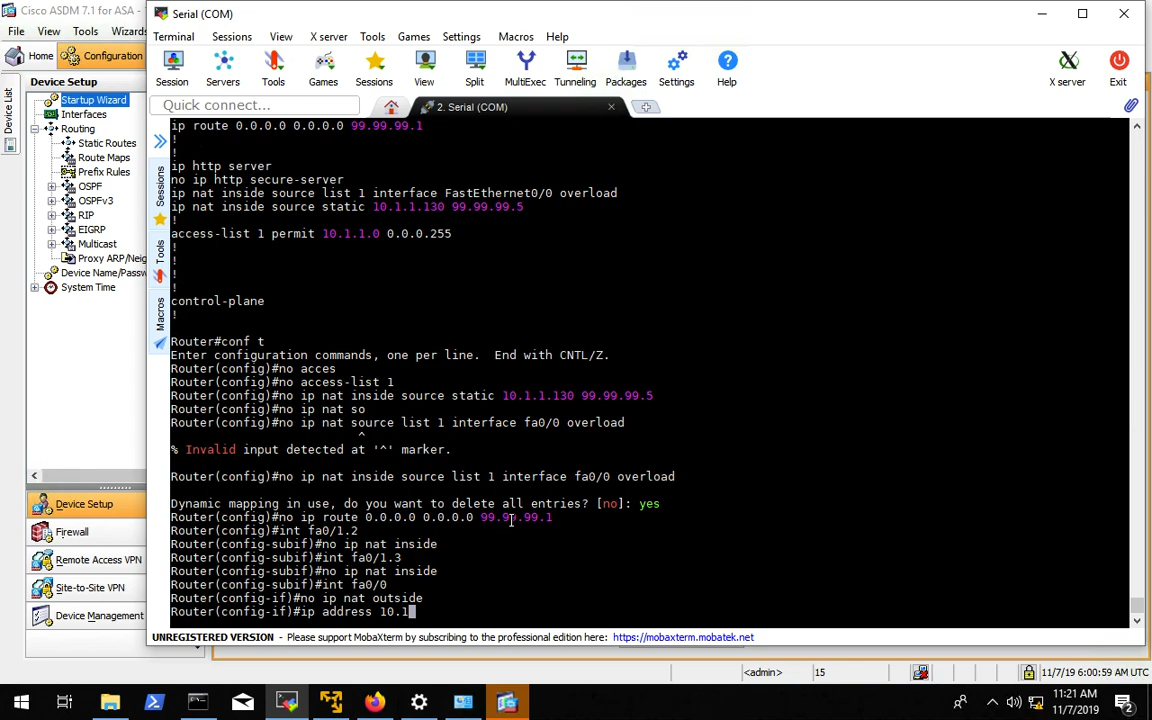 Cisco ASDM 7.1 for ASA
File View Tools Wizards
Home Configuration
Device List
Device Setup
Startup Wizard
Interfaces
Routing
Static Routes
Route Maps
Prefix Rules
OSPF
OSPFv3
RIP
EIGRP
Multicast
Proxy ARP/Neig
Device Name/Passw
System Time
Device Setup
Firewall
Remote Access VPN
Site-to-Site VPN
Device Management
Serial (COM)
Terminal Sessions View X server Tools Games Settings Macros Help
Session Servers Tools Games Sessions View Split MultiExec Tunneling Packages Settings Help X server Exit
Quick connect...
2. Serial (COM)
Sessions
Tools
Macros
ip route 0.0.0.0 0.0.0.0 99.99.99.1
!
!
ip http server
no ip http secure-server
ip nat inside source list 1 interface FastEthernet0/0 overload
ip nat inside source static 10.1.1.130 99.99.99.5
!
access-list 1 permit 10.1.1.0 0.0.0.255
!
!
!
!
control-plane
!
Router#conf t
Enter configuration commands, one per line.  End with CNTL/Z.
Router(config)#no acces
Router(config)#no access-list 1
Router(config)#no ip nat inside source static 10.1.1.130 99.99.99.5
Router(config)#no ip nat so
Router(config)#no ip nat source list 1 interface fa0/0 overload
^
% Invalid input detected at '^' marker.
Router(config)#no ip nat inside source list 1 interface fa0/0 overload
Dynamic mapping in use, do you want to delete all entries? [no]: yes
Router(config)#no ip route 0.0.0.0 0.0.0.0 99.99.99.1
Router(config)#int fa0/1.2
Router(config-subif)#no ip nat inside
Router(config-subif)#int fa0/1.3
Router(config-subif)#no ip nat inside
Router(config-subif)#int fa0/0
Router(config-if)#no ip nat outside
Router(config-if)#ip address 10.1
UNREGISTERED VERSION - Please support MobaXterm by subscribing to the professional edition here: https://mobaxterm.mobatek.net
<admin> 15 11/7/19 6:00:59 AM UTC
11:21 AM
11/7/2019
2